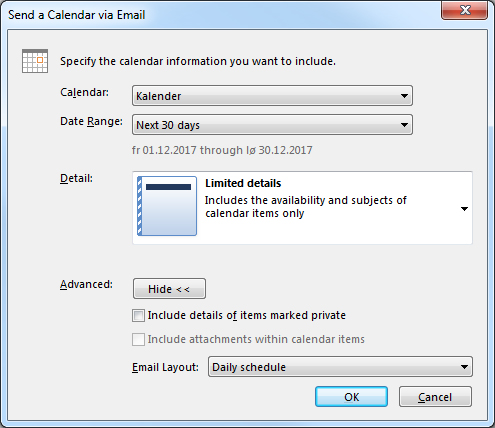 Send a Calendar via Email
Specify the calendar information you want to include.
Calendar: Kalender
Date Range: Next 30 days
fr 01.12.2017 through lø 30.12.2017
Detail: Limited details
Includes the availability and subjects of
calendar items only
Advanced: Hide <<
Include details of items marked private
Include attachments within calendar items
Email Layout: Daily schedule
OK Cancel